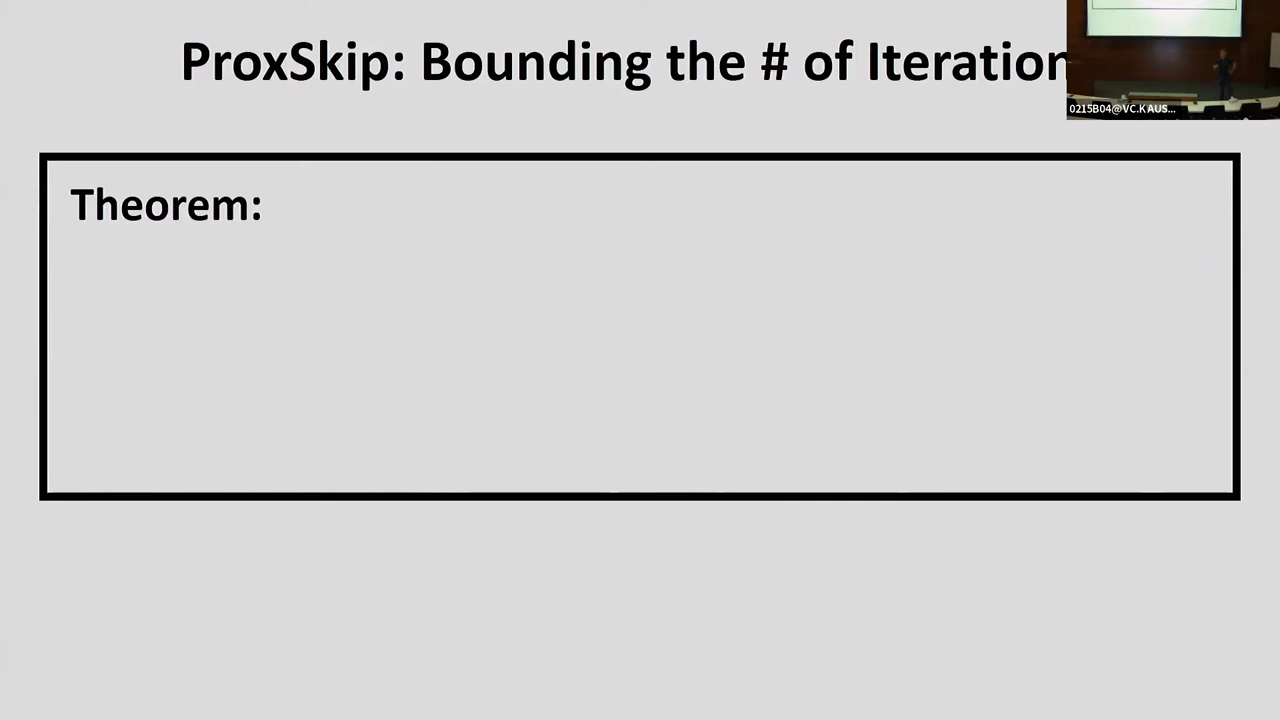 ProxSkip: Bounding the # of Iteration
0215B04@VC.KAUS...
Theorem: